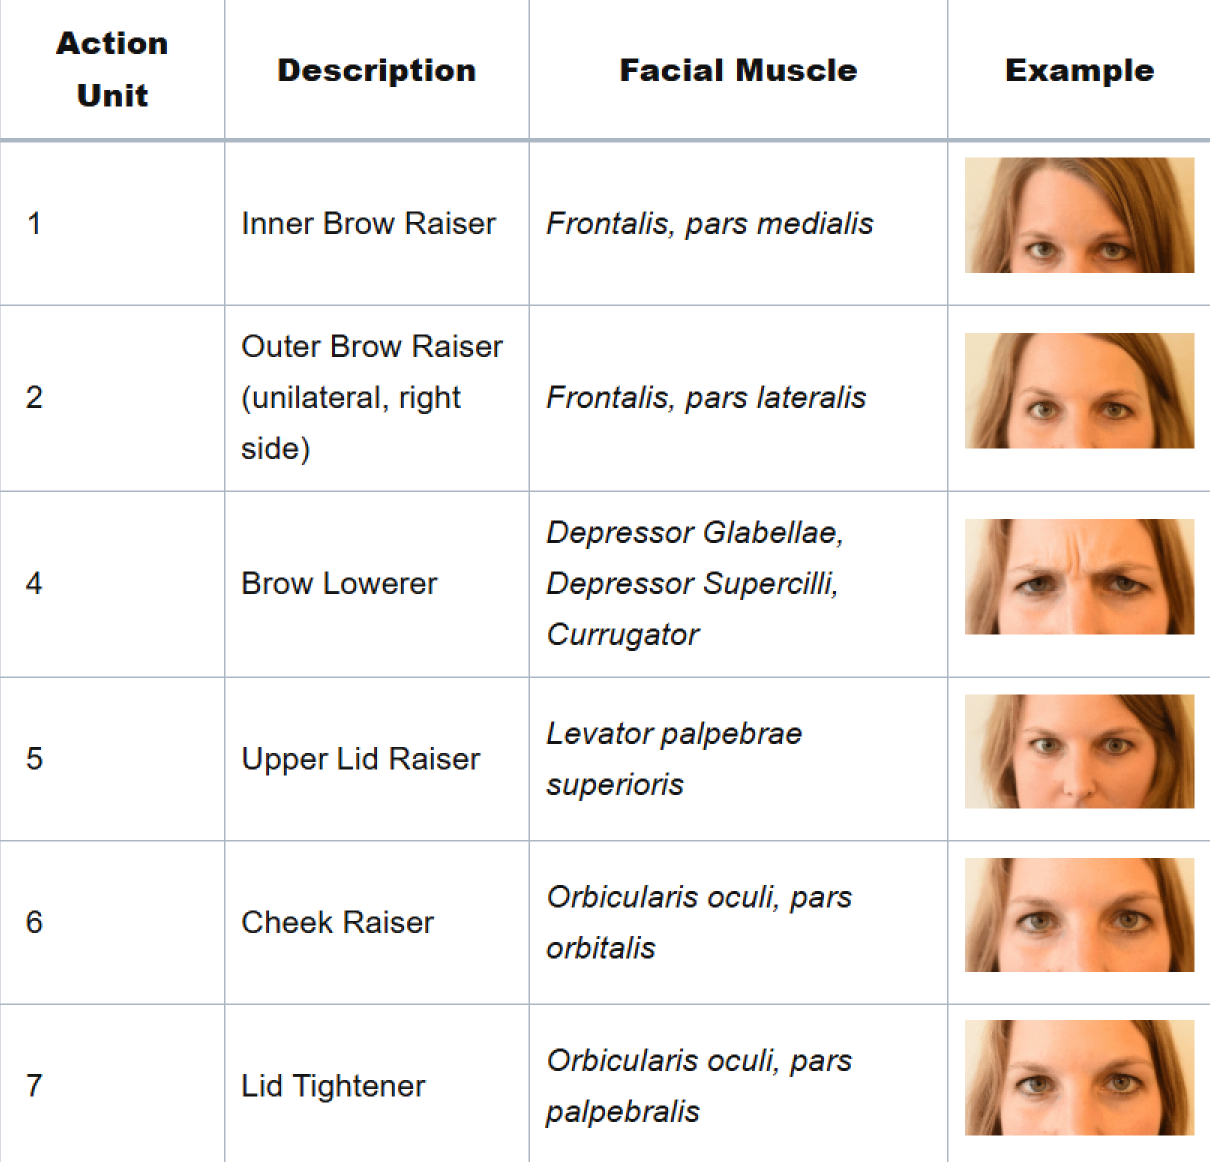 Action
Unit
Description
Facial Muscle
Example
1
Inner Brow Raiser
Frontalis, pars medialis
2
Outer Brow Raiser
(unilateral, right
side)
Frontalis, pars lateralis
4
Brow Lowerer
Depressor Glabellae,
Depressor Supercilli,
Currugator
5
Upper Lid Raiser
Levator palpebrae
superioris
6
Cheek Raiser
Orbicularis oculi, pars
orbitalis
7
Lid Tightener
Orbicularis oculi, pars
palpebralis